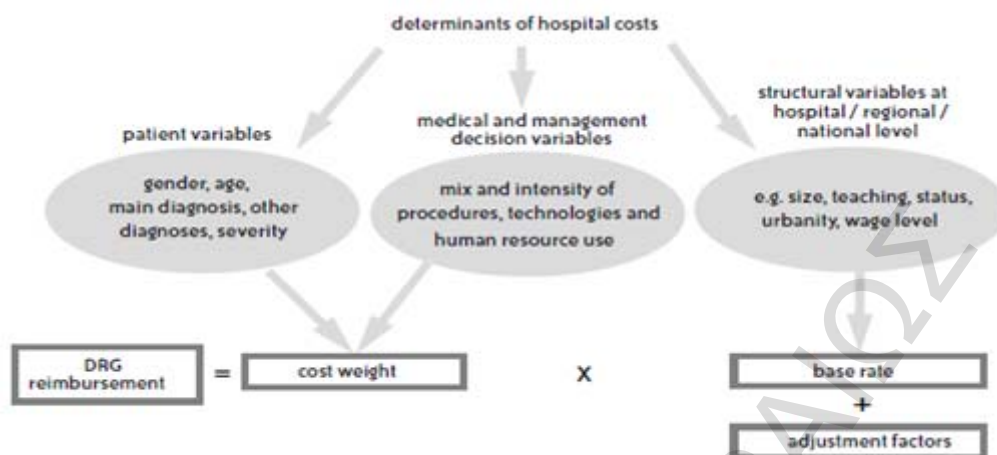 determinants of hospital costs
patient variables
gender, age,
main diagnosis, other
diagnoses, severity
medical and management
decision variables
mix and intensity of
procedures, technologies and
human resource use
structural variables at
hospital / regional /
national level
e.g. size, teaching, status,
urbanity, wage level
DRG
reimbursement
=
cost weight
X
base rate
+
adjustment factors